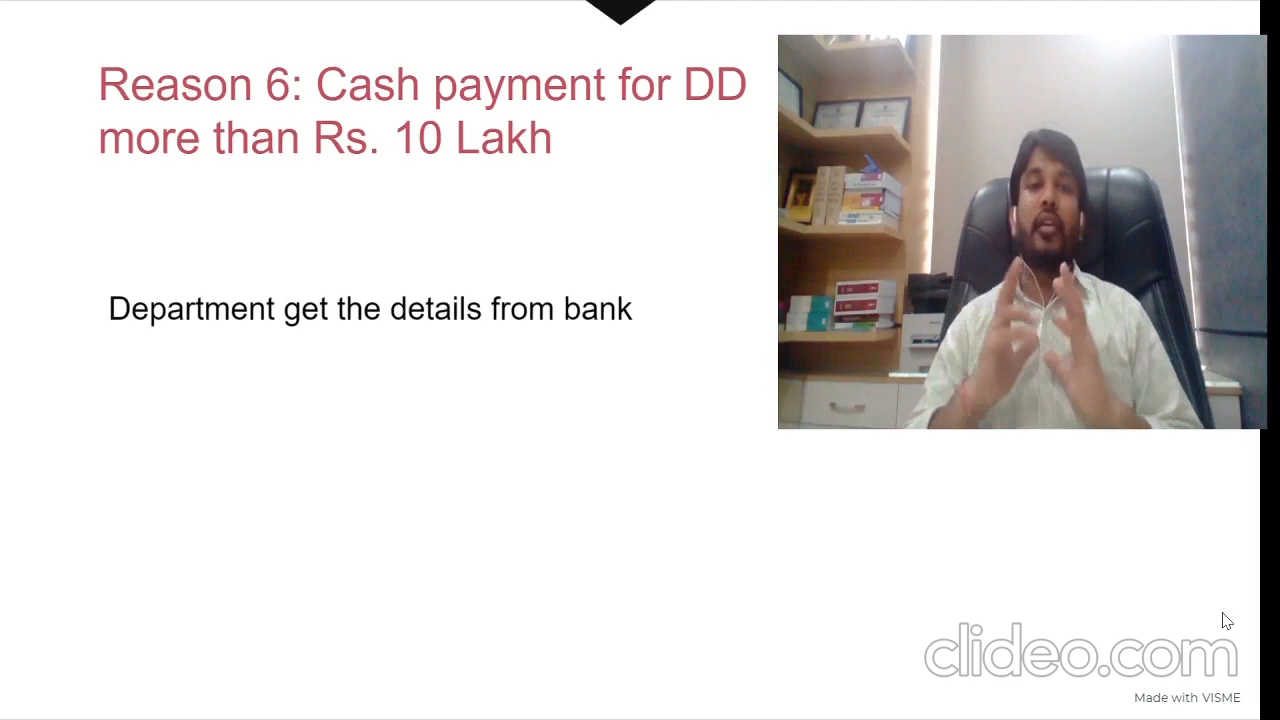 Reason 6: Cash payment for DD
more than Rs. 10 Lakh
Department get the details from bank
clideo.com
Made with VISME